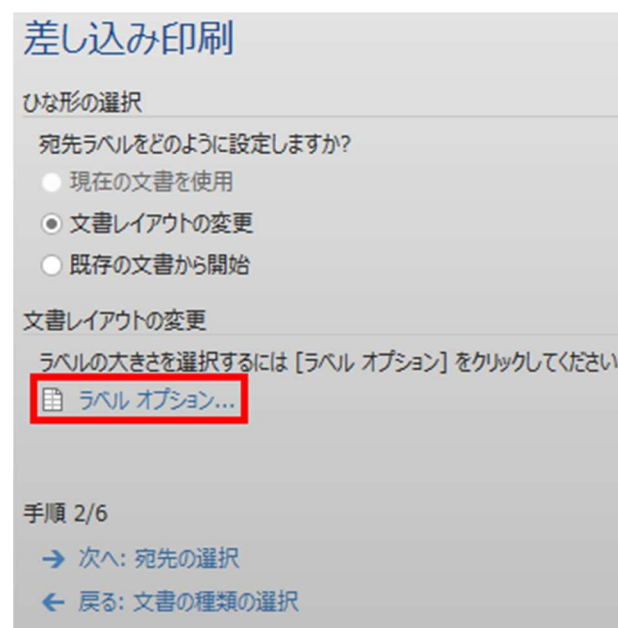 差し込み印刷
ひな形の選択
宛先ラベルをどのように設定しますか?
現在の文書を使用
文書レイアウトの変更
既存の文書から開始
文書レイアウトの変更
ラベルの大きさを選択するには [ラベル オプション] をクリックしてください
ラベル オプション...
手順 2/6
→ 次へ: 宛先の選択
← 戻る: 文書の種類の選択